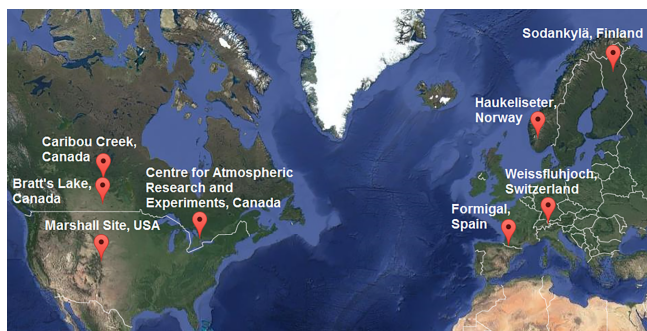 Sodankylä, Finland
Haukeliseter,
Norway
Caribou Creek,
Canada
Centre for Atmospheric
Research and
Experiments, Canada
Weissfluhjoch,
Switzerland
Bratt's Lake,
Canada
Formigal,
Spain
Marshall Site, USA